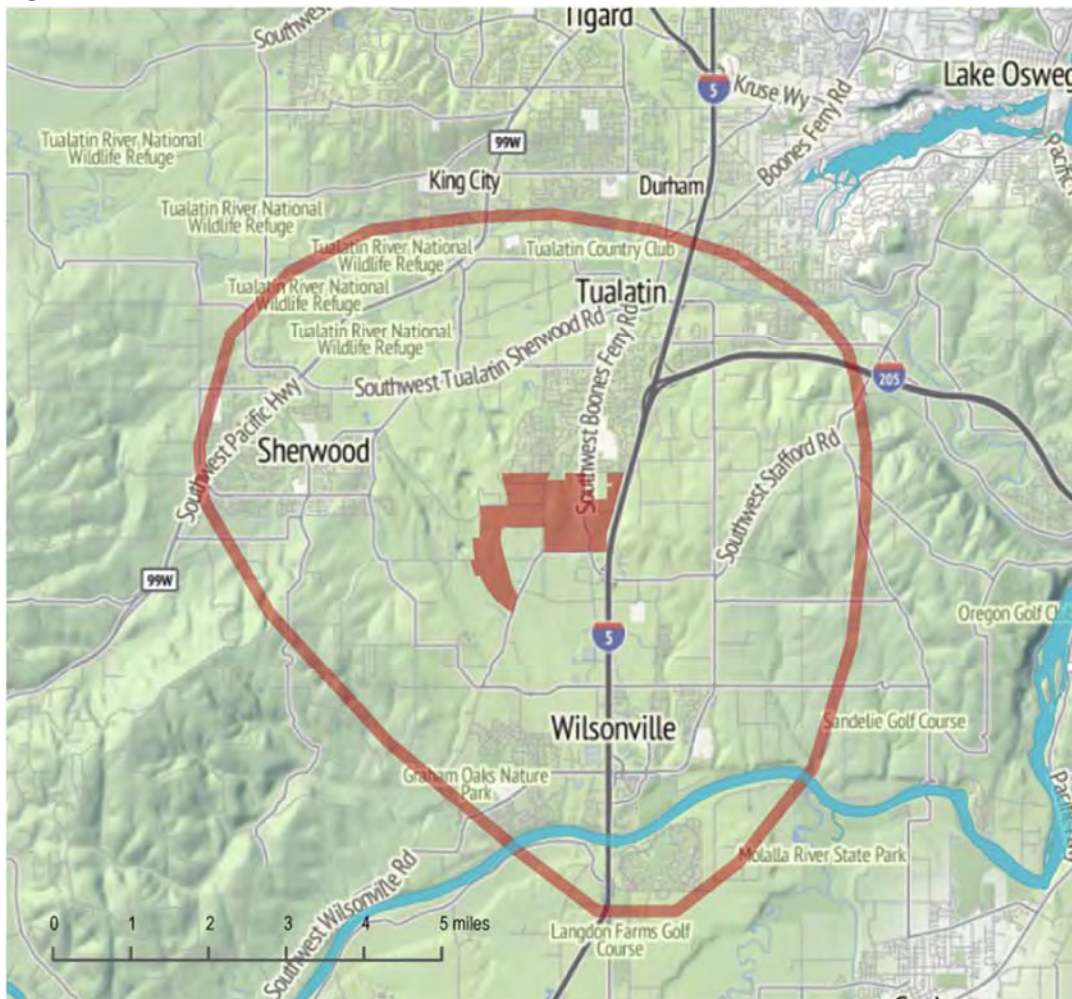 Southwest
Tigard
5
Kruse Wy
Lake Osweg
Tualatin River National
Wildlife Refuge
99W
Boones Ferry Rd
Pacific
King City
Durham
Tualatin River National
Wildlife Refuge
Tualatin River National
Wildlife Refuge
Tualatin Country Club
Tualatin River National
Wildlife Refuge
Tualatin
Tualatin River National
Wildlife Refuge
Southwest Tualatin Sherwood Rd
Southwest Boones Ferry Rd
205
Southwest Pacific Hwy
Sherwood
Southwest Stafford Rd
99W
Oregon Golf Clu
5
Wilsonville
Sandelie Golf Course
Graham Oaks Nature
Park
Pacific
Molalla River State Park
Southwest Wilsonville Rd
0 1 2 3 4 5 miles
Langdon Farms Golf
Course